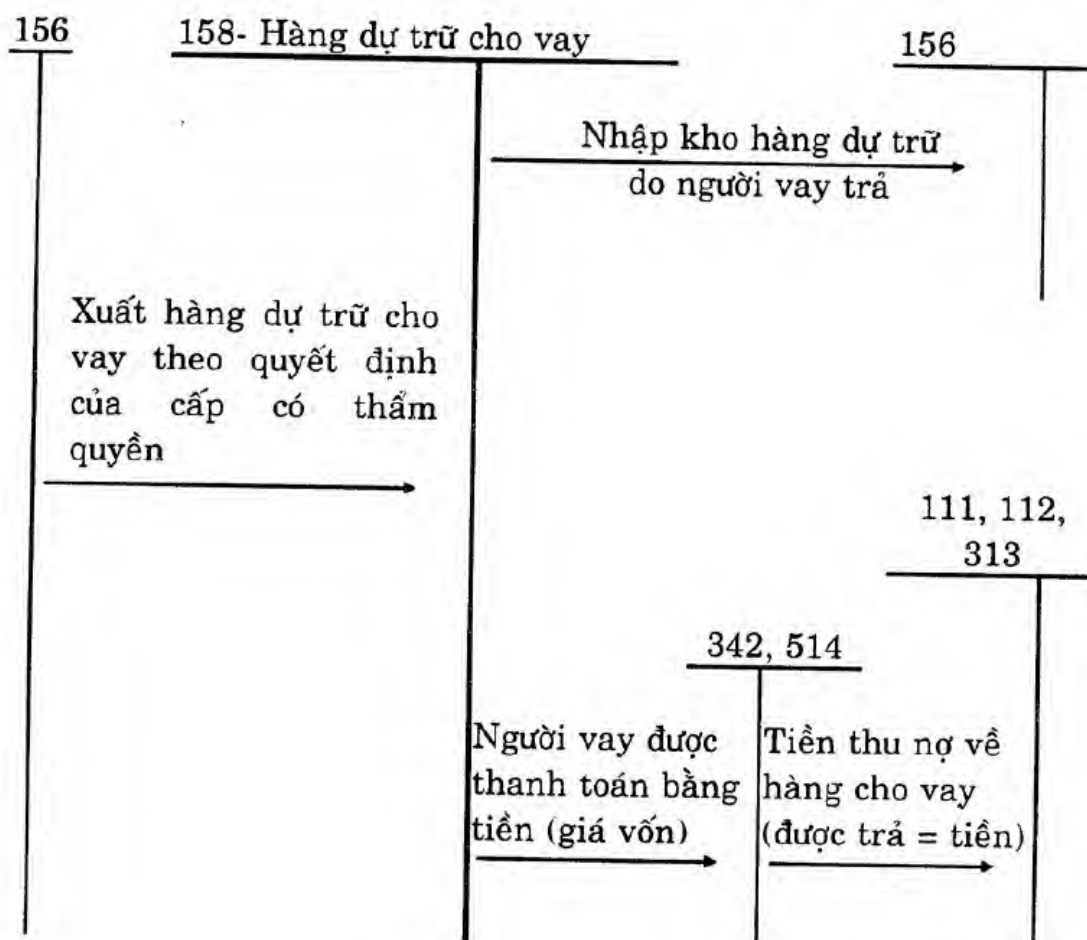 156
158- Hàng dự trữ cho vay
156
Nhập kho hàng dự trữ
do người vay trả
Xuất hàng dự trữ cho
vay theo quyết định
của cấp có thẩm
quyền
111, 112,
313
342, 514
Người vay được
thanh toán bằng
tiền (giá vốn)
Tiền thu nợ về
hàng cho vay
(được trả = tiền)